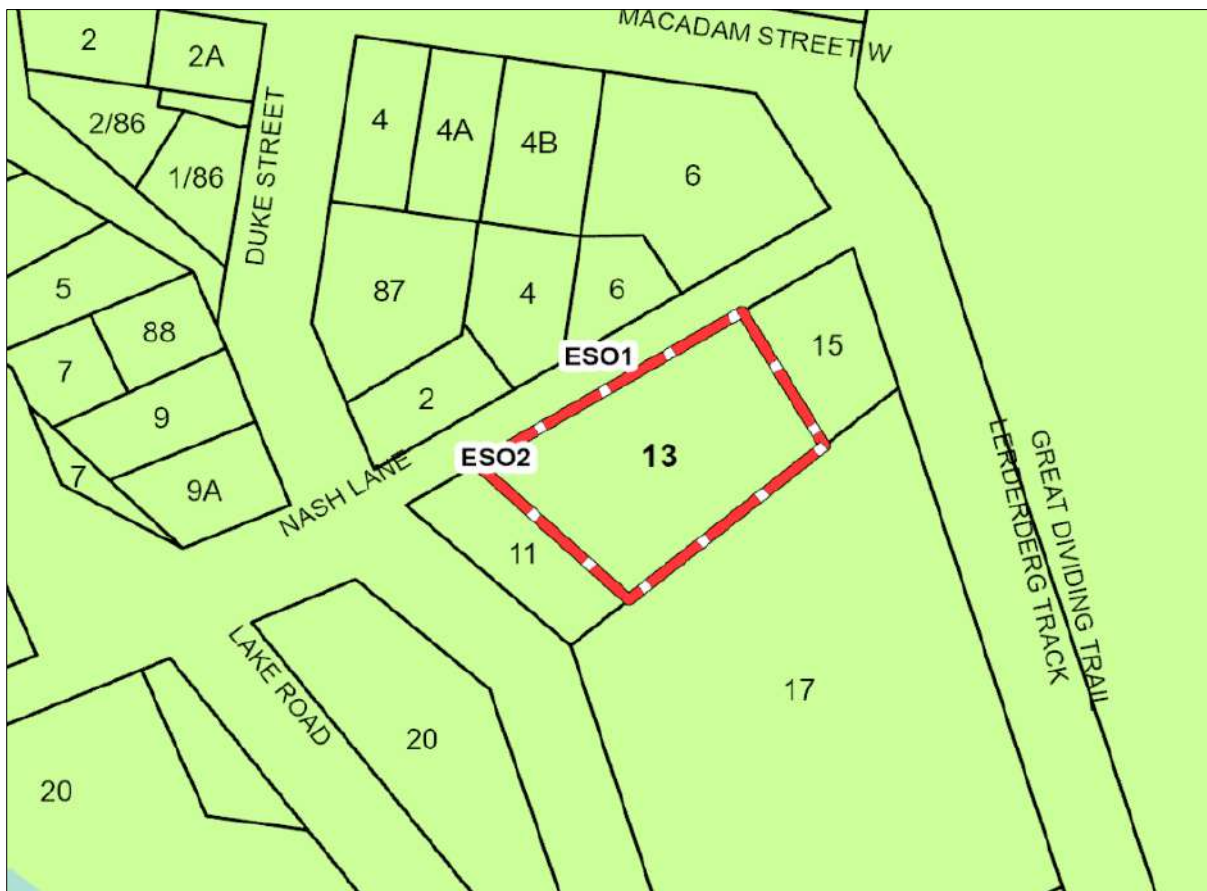 MACADAM STREET W
2
2A
4
4A
4B
2/86
1/86
6
DUKE STREET
5
87
4
6
88
7
15
ESO1
9
2
13
ESO2
7
9A
NASH LANE
11
GREAT DIVIDING TRAIL
LERDERDERG TRACK
LAKE ROAD
17
20
20